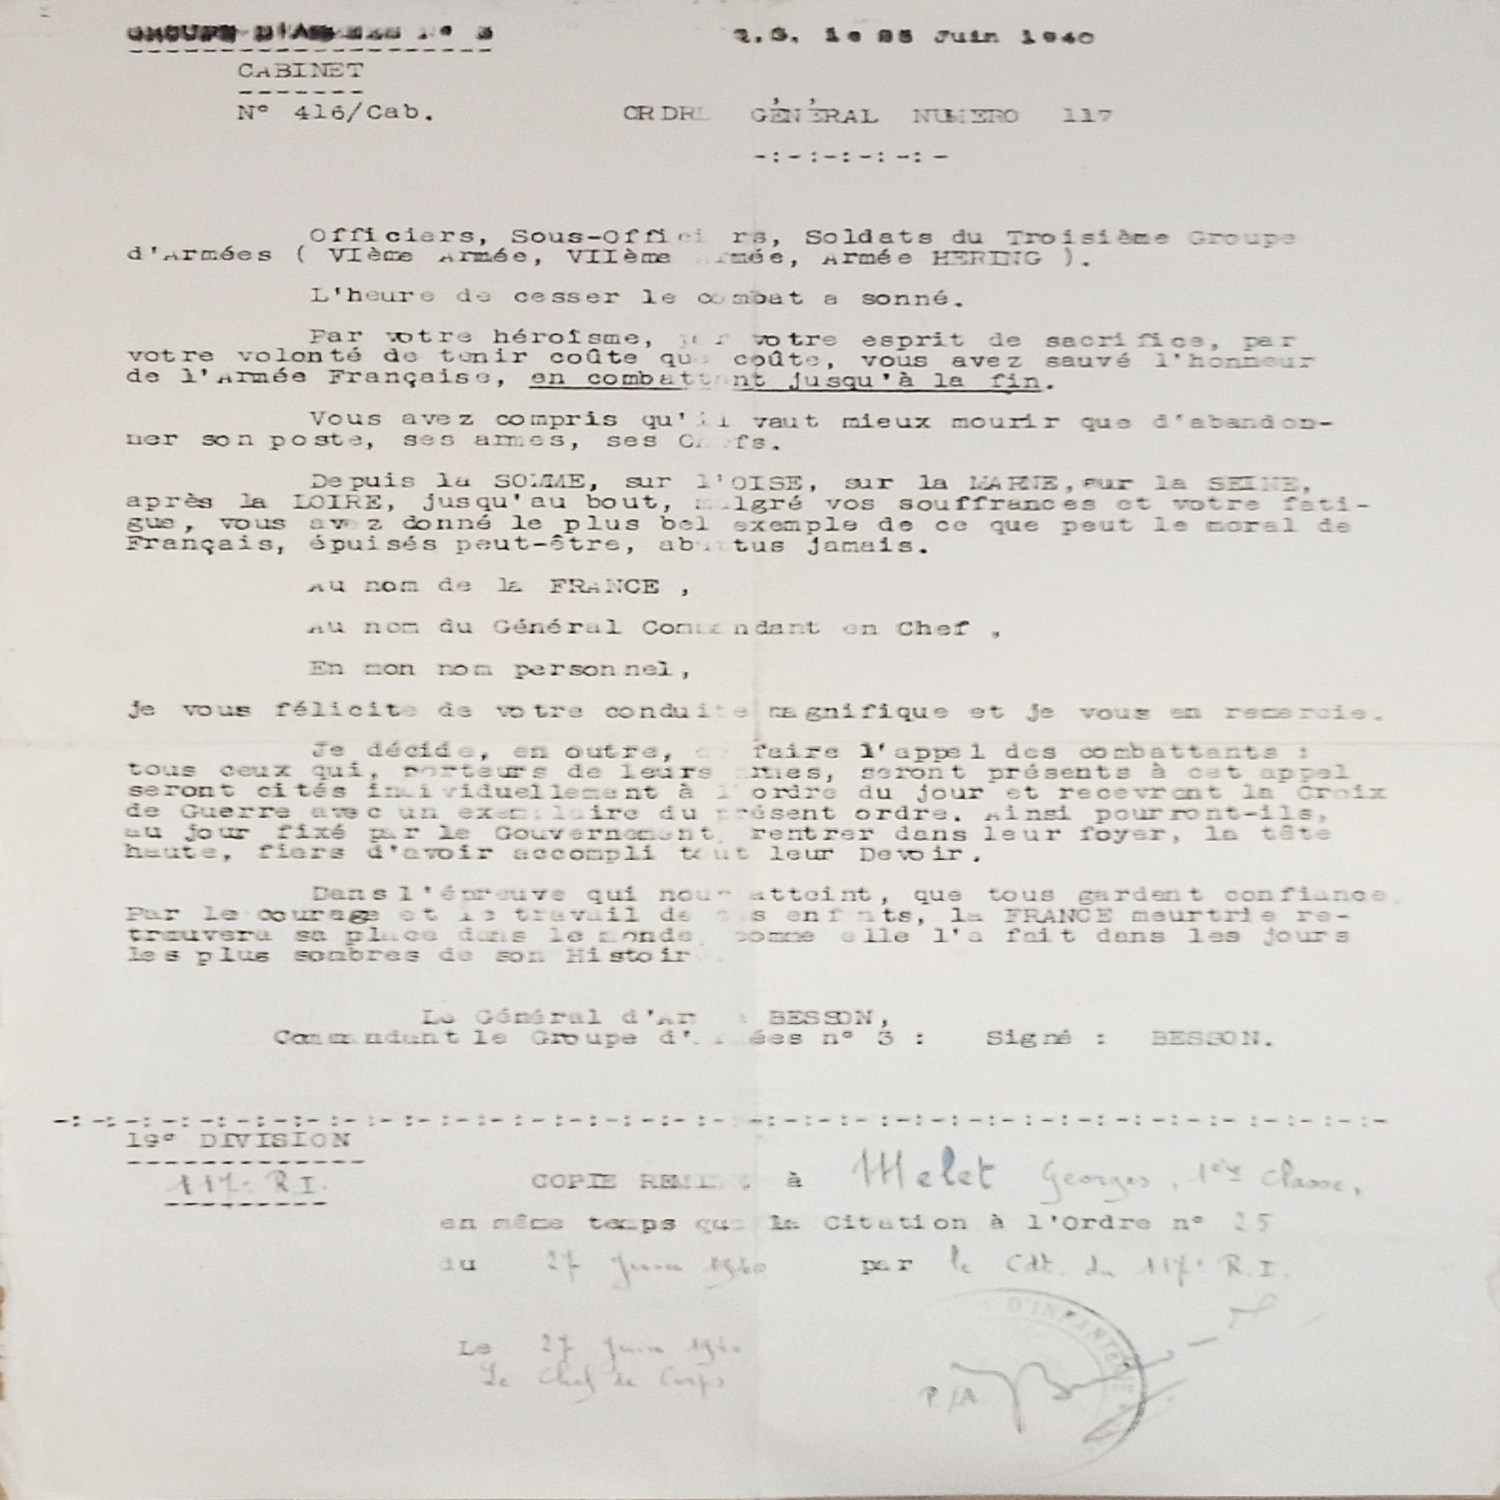 GROUPE D'ARMEES N° 3
Q.G. le 25 Juin 1940
CABINET
N° 416/Cab.
ORDRE GÉNÉRAL NUMERO 117
-:-:-:-:-:-
Officiers, Sous-Officiers, Soldats du Troisième Groupe
d'Armées ( VIème Armée, VIIème Armée, Armée HERING ).
L'heure de cesser le combat a sonné.
Par votre héroïsme, par votre esprit de sacrifice, par
votre volonté de tenir coûte que coûte, vous avez sauvé l'honneur
de l'Armée Française, en combattant jusqu'à la fin.
Vous avez compris qu'il vaut mieux mourir que d'abandon-
ner son poste, ses armes, ses Chefs.
Depuis la SOMME, sur l'OISE, sur la MARNE, sur la SEINE,
après la LOIRE, jusqu'au bout, malgré vos souffrances et votre fati-
gue, vous avez donné le plus bel exemple de ce que peut le moral de
Français, épuisés peut-être, abattus jamais.
Au nom de la FRANCE ,
Au nom du Général Commandant en Chef ,
En mon nom personnel,
je vous félicite de votre conduite magnifique et je vous en remercie.
Je décide, en outre, de faire l'appel des combattants :
tous ceux qui, porteurs de leurs armes, seront présents à cet appel
seront cités individuellement à l'ordre du jour et recevront la Croix
de Guerre avec un exemplaire du présent ordre. Ainsi pourront-ils,
au jour fixé par le Gouvernement, rentrer dans leur foyer, la tête
haute, fiers d'avoir accompli tout leur Devoir.
Dans l'épreuve qui nous atteint, que tous gardent confiance.
Par le courage et le travail de ses enfants, la FRANCE meurtrie re-
trouvera sa place dans le monde, comme elle l'a fait dans les jours
les plus sombres de son Histoire.
Le Général d'Armée BESSON,
Commandant le Groupe d'Armées n° 3 : Signé : BESSON.
-:-:-:-:-:-:-:-:-:-:-:-:-:-:-:-:-:-:-:-:-:-:-:-:-:-:-:-:-:-:-:-:-:-:-:-
19e DIVISION
117e R.I.
COPIE REMISE à Melet Georges, 1ère Classe,
en même temps que la Citation à l'Ordre n° 25
du 27 Juin 1940 par le Cdt. du 117e R.I.
Le 27 Juin 1940
Le Chef de Corps
P/A
D'INFANTERIE